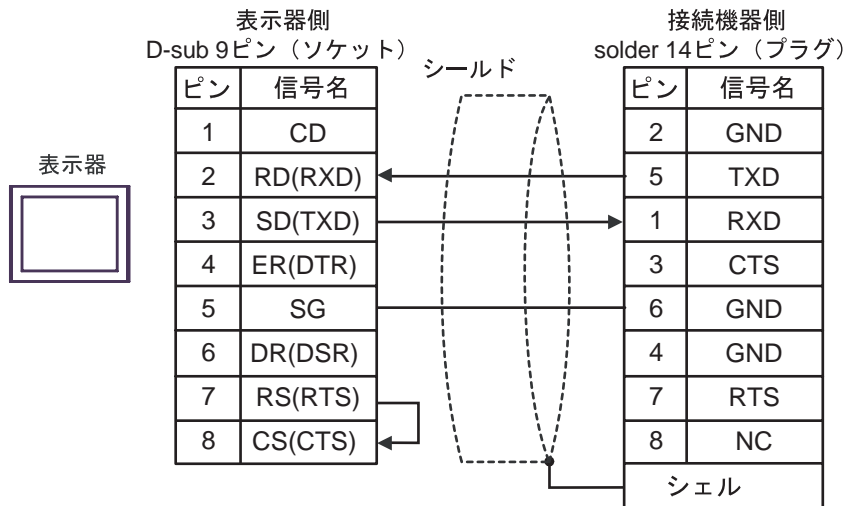 表示器側
D-sub 9ピン（ソケット）
接続機器側
solder 14ピン（プラグ）
シールド
表示器
ピン 信号名
1 CD
2 RD(RXD)
3 SD(TXD)
4 ER(DTR)
5 SG
6 DR(DSR)
7 RS(RTS)
8 CS(CTS)
ピン 信号名
2 GND
5 TXD
1 RXD
3 CTS
6 GND
4 GND
7 RTS
8 NC
シェル